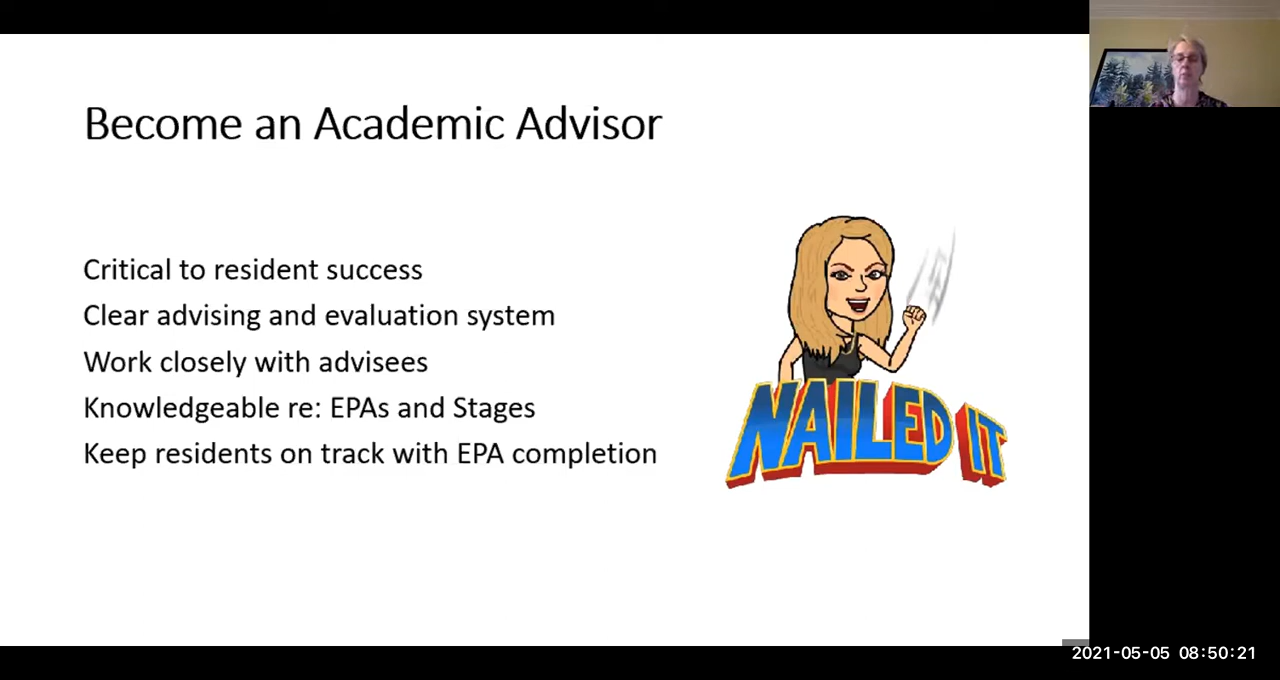 Become an Academic Advisor
Critical to resident success
Clear advising and evaluation system
Work closely with advisees
Knowledgeable re: EPAs and Stages
Keep residents on track with EPA completion
NAILED IT
2021-05-05 08:50:21